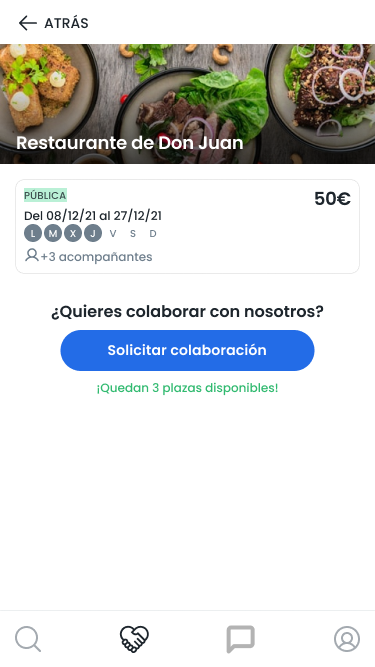 ATRÁS
Restaurante de Don Juan
PÚBLICA
50€
Del 08/12/21 al 27/12/21
L M X J V S D
+3 acompañantes
¿Quieres colaborar con nosotros?
Solicitar colaboración
¡Quedan 3 plazas disponibles!